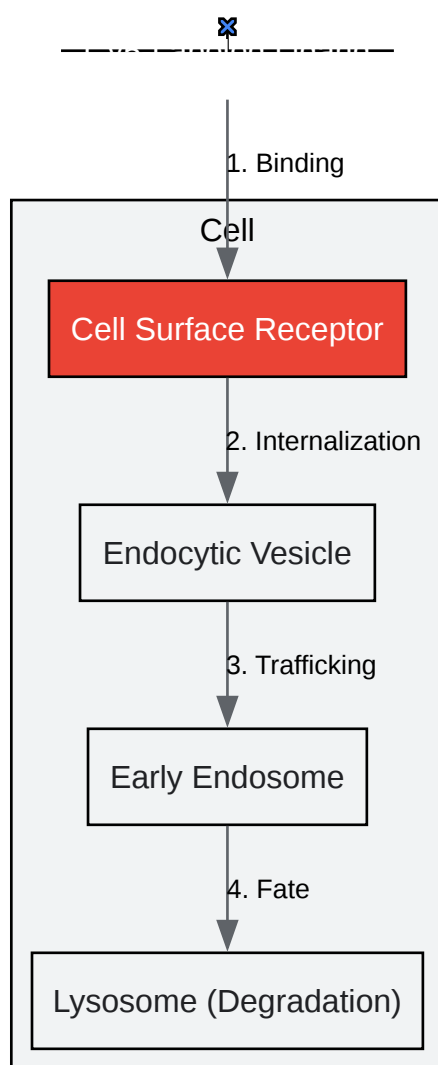 1. Binding
Cell
Cell Surface Receptor
2. Internalization
Endocytic Vesicle
3. Trafficking
Early Endosome
4. Fate
Lysosome (Degradation)